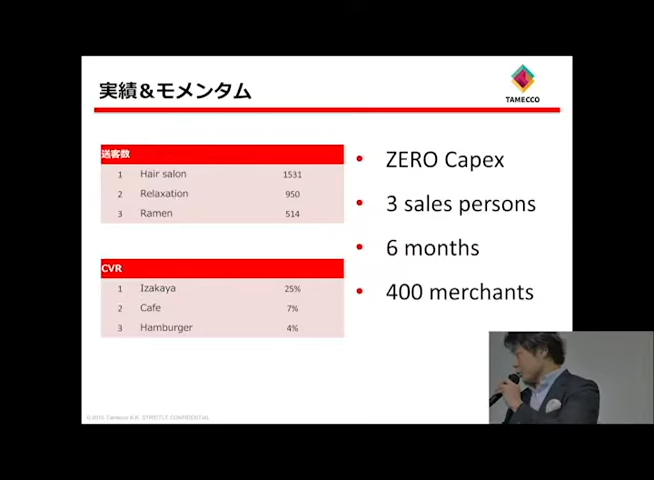 実績&モメンタム
TAMECCO
送客数
1 Hair salon 1531
2 Relaxation 950
3 Ramen 514
CVR
1 Izakaya 25%
2 Cafe 7%
3 Hamburger 4%
• ZERO Capex
• 3 sales persons
• 6 months
• 400 merchants
Tamecco K.K. STRICTLY CONFIDENTIAL